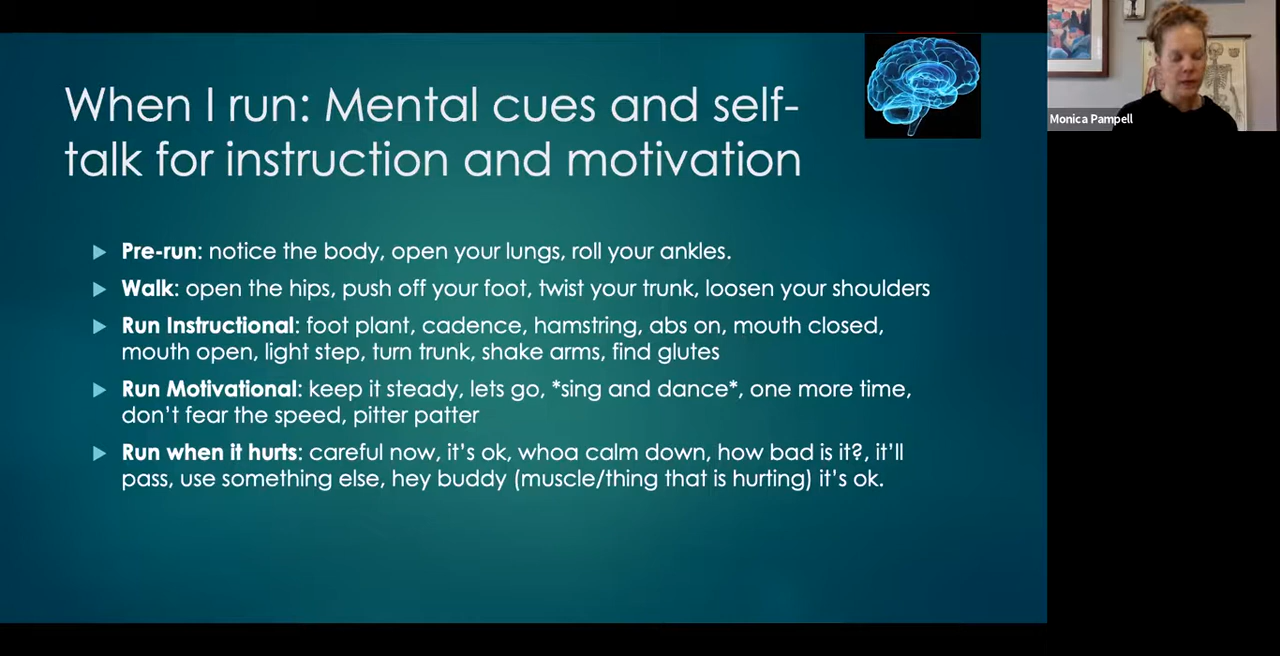 When I run: Mental cues and self-
talk for instruction and motivation
Pre-run: notice the body, open your lungs, roll your ankles.
Walk: open the hips, push off your foot, twist your trunk, loosen your shoulders
Run Instructional: foot plant, cadence, hamstring, abs on, mouth closed,
mouth open, light step, turn trunk, shake arms, find glutes
Run Motivational: keep it steady, lets go, *sing and dance*, one more time,
don't fear the speed, pitter patter
Run when it hurts: careful now, it's ok, whoa calm down, how bad is it?, it'll
pass, use something else, hey buddy (muscle/thing that is hurting) it's ok.
Monica Pampell